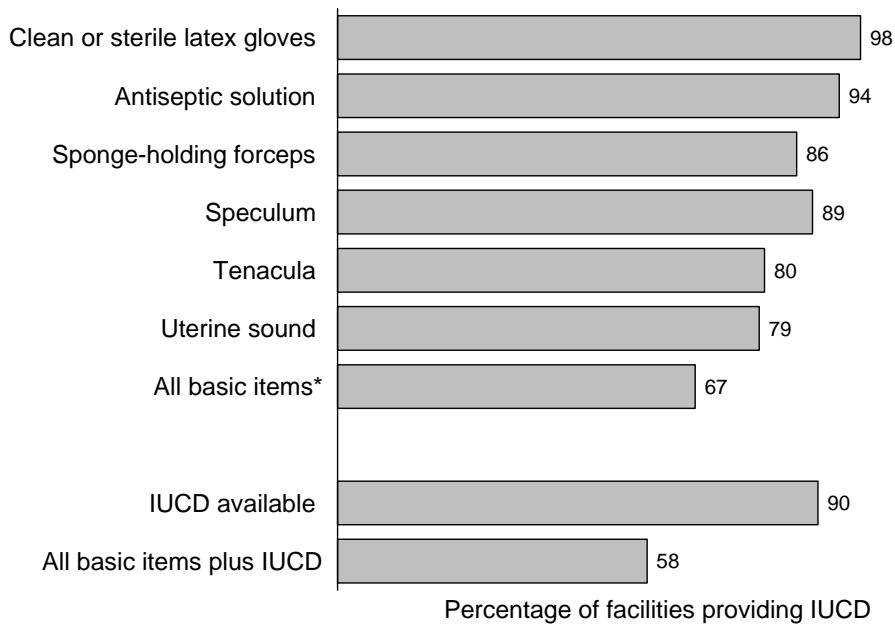 Clean or sterile latex gloves 98
Antiseptic solution 94
Sponge-holding forceps 86
Speculum 89
Tenacula 80
Uterine sound 79
All basic items* 67
IUCD available 90
All basic items plus IUCD 58
Percentage of facilities providing IUCD